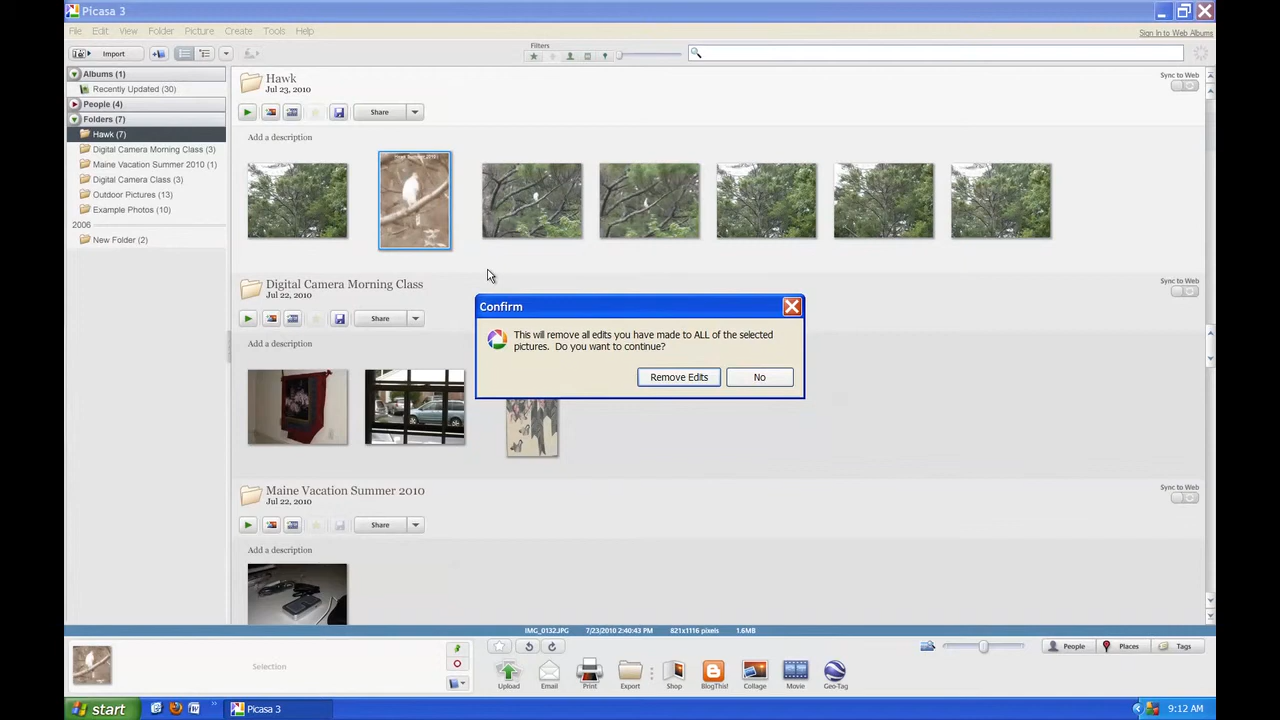 Picasa 3
File Edit View Folder Picture Create Tools Help
Sign In to Web Albums
Import
Filters
Albums (1)
Recently Updated (30)
People (4)
Folders (7)
Hawk (7)
Digital Camera Morning Class (3)
Maine Vacation Summer 2010 (1)
Digital Camera Class (3)
Outdoor Pictures (13)
Example Photos (10)
2006
New Folder (2)
Hawk
Jul 23, 2010
Sync to Web
Share
Add a description
Digital Camera Morning Class
Jul 22, 2010
Sync to Web
Share
Add a description
Confirm
This will remove all edits you have made to ALL of the selected
pictures. Do you want to continue?
Remove Edits No
Maine Vacation Summer 2010
Jul 22, 2010
Sync to Web
Share
Add a description
IMG_0132.JPG 7/23/2010 2:40:43 PM 821x1116 pixels 1.6MB
Selection
People Places Tags
Upload Email Print Export Shop BlogThis! Collage Movie Geo-Tag
start
Picasa 3
9:12 AM